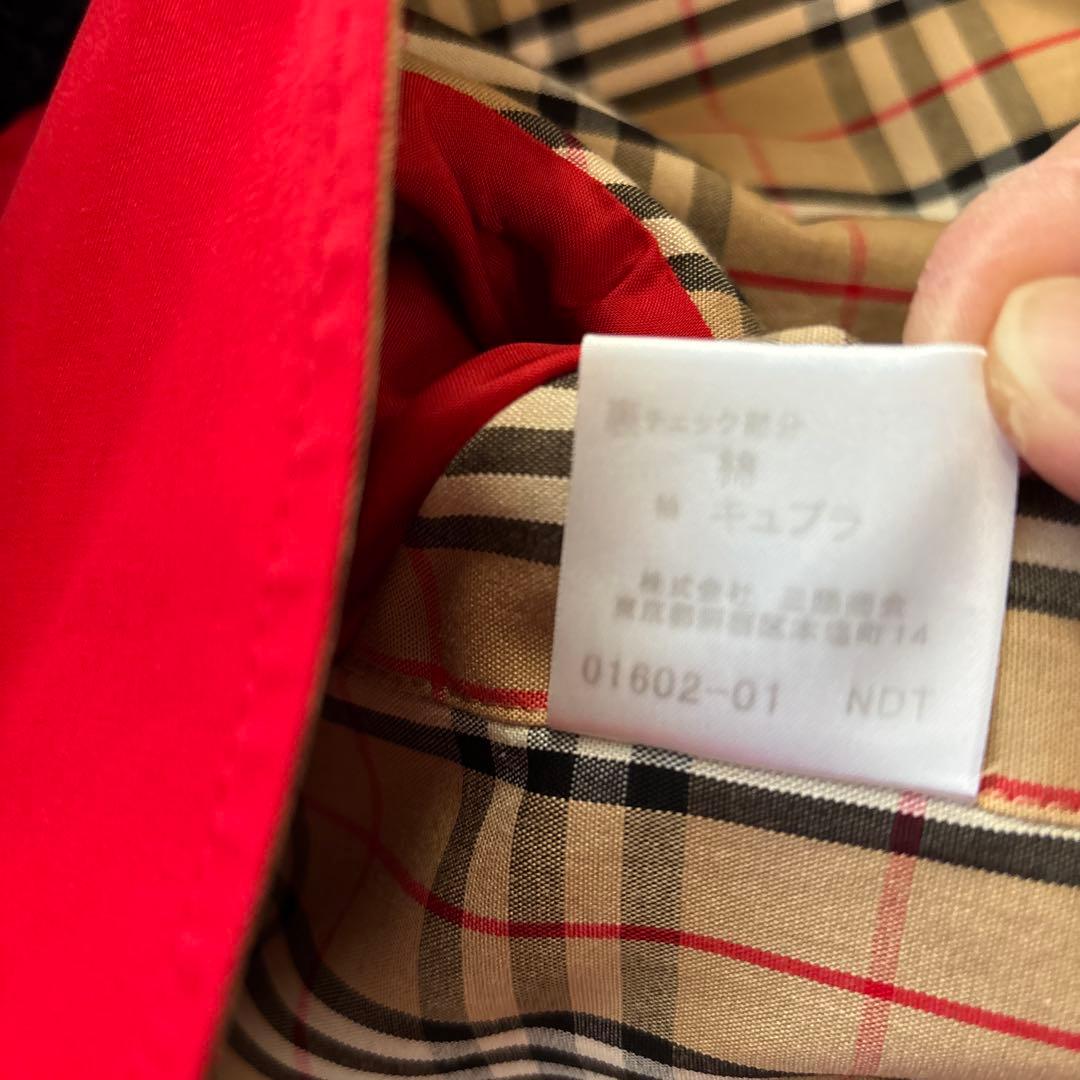 裏チェック部分
綿
キュプラ
株式会社 三陽商会
東京都新宿区本塩町14
01602-01 NDT